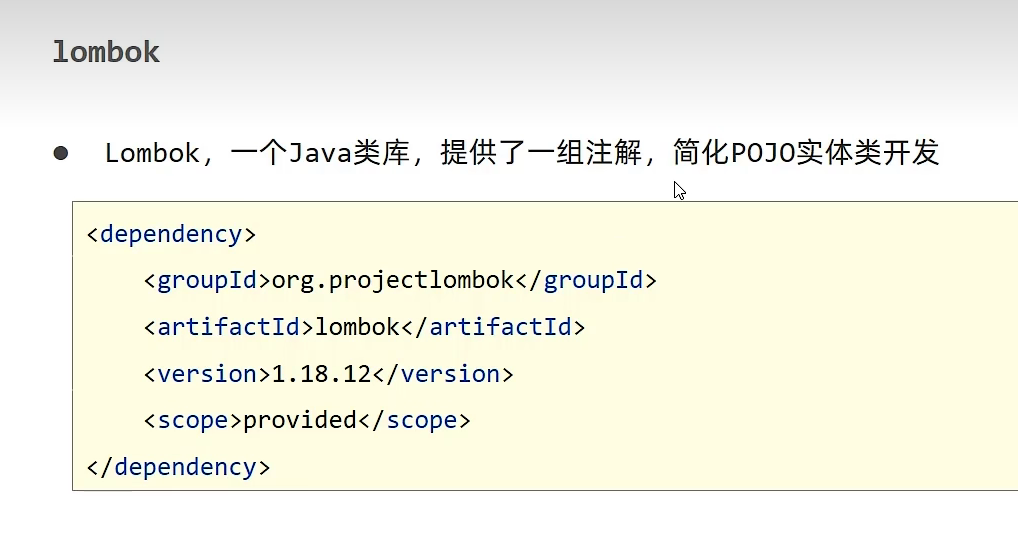 lombok
● Lombok，一个Java类库，提供了一组注解，简化POJO实体类开发
<dependency>
    <groupId>org.projectlombok</groupId>
    <artifactId>lombok</artifactId>
    <version>1.18.12</version>
    <scope>provided</scope>
</dependency>